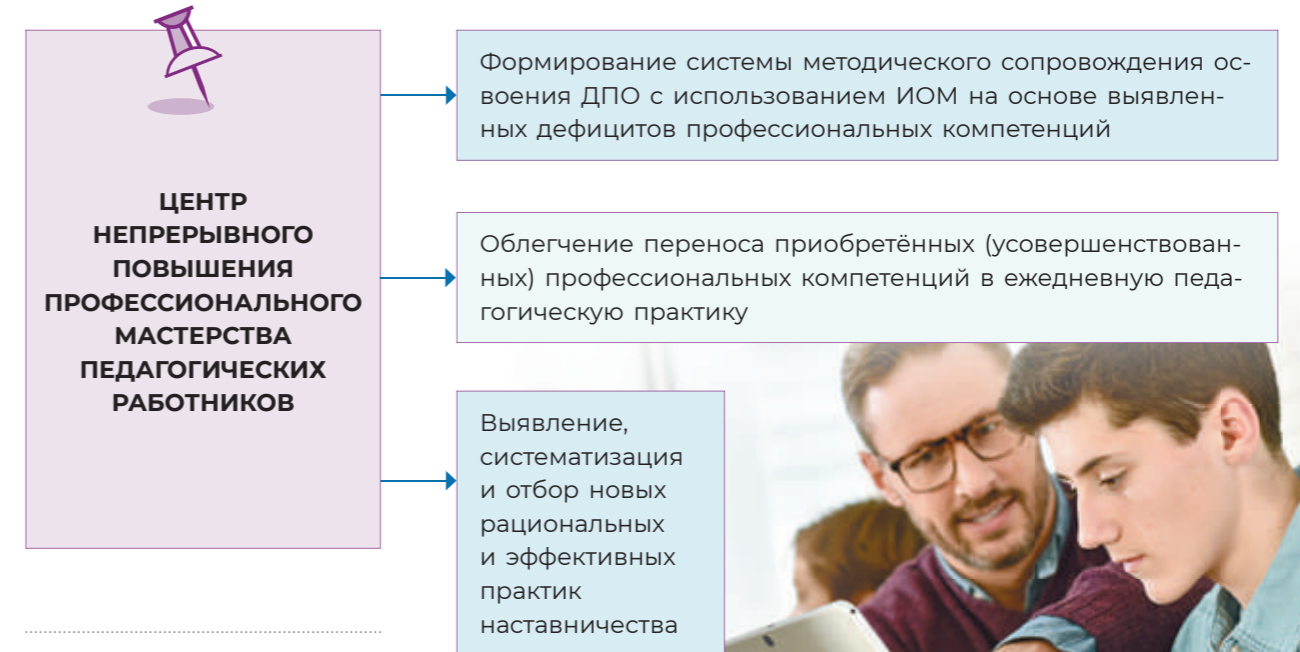 ЦЕНТР
НЕПРЕРЫВНОГО
ПОВЫШЕНИЯ
ПРОФЕССИОНАЛЬНОГО
МАСТЕРСТВА
ПЕДАГОГИЧЕСКИХ
РАБОТНИКОВ
Формирование системы методического сопровождения ос-
воения ДПО с использованием ИОМ на основе выявлен-
ных дефицитов профессиональных компетенций
Облегчение переноса приобретённых (усовершенствован-
ных) профессиональных компетенций в ежедневную педа-
гогическую практику
Выявление,
систематизация
и отбор новых
рациональных
и эффективных
практик
наставничества